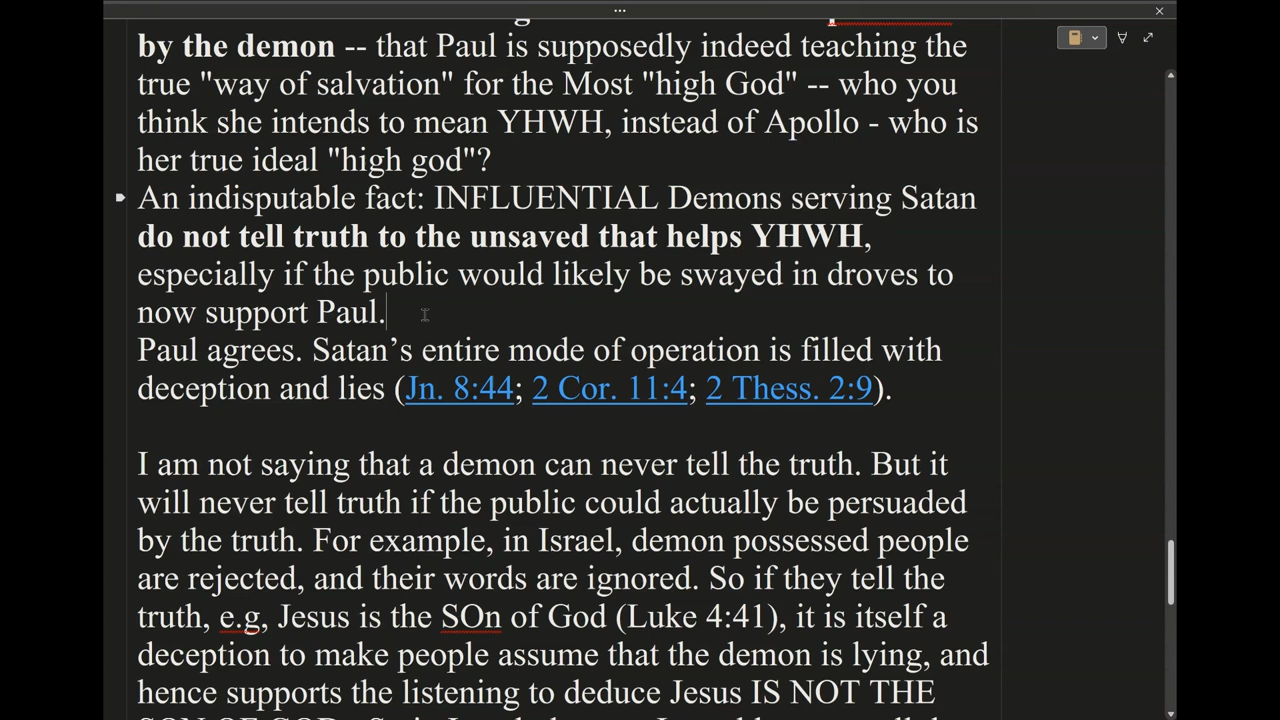 by the demon -- that Paul is supposedly indeed teaching the
true "way of salvation" for the Most "high God" -- who you
think she intends to mean YHWH, instead of Apollo - who is
her true ideal "high god"?
An indisputable fact: INFLUENTIAL Demons serving Satan
do not tell truth to the unsaved that helps YHWH,
especially if the public would likely be swayed in droves to
now support Paul.
Paul agrees. Satan’s entire mode of operation is filled with
deception and lies (Jn. 8:44; 2 Cor. 11:4; 2 Thess. 2:9).
I am not saying that a demon can never tell the truth. But it
will never tell truth if the public could actually be persuaded
by the truth. For example, in Israel, demon possessed people
are rejected, and their words are ignored. So if they tell the
truth, e.g, Jesus is the SOn of God (Luke 4:41), it is itself a
deception to make people assume that the demon is lying, and
hence supports the listening to deduce Jesus IS NOT THE